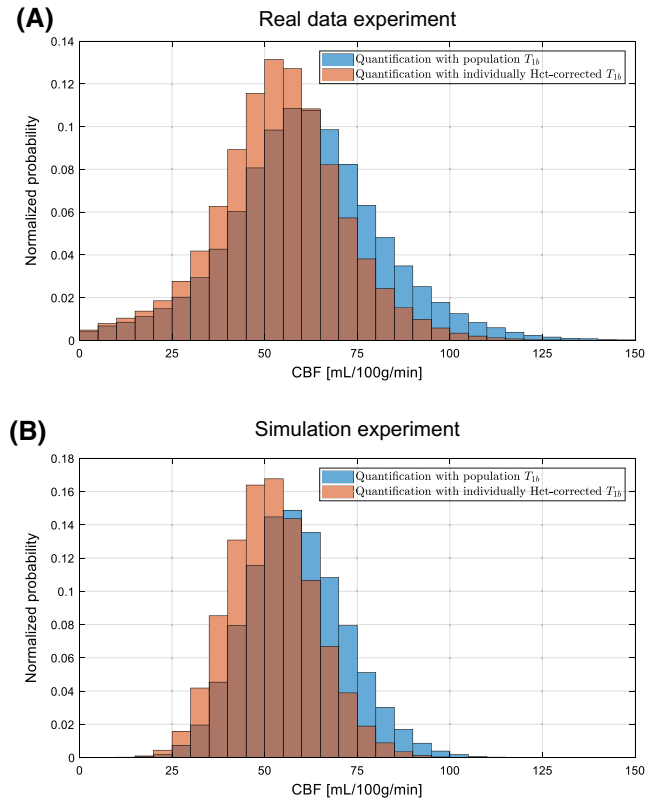 (A)
Real data experiment
0.14
0.12
0.1
0.08
0.06
0.04
0.02
0
Normalized probability
Quantification with population T1b
Quantification with individually Hct-corrected T1b
0 25 50 75 100 125 150
CBF [mL/100g/min]
(B)
Simulation experiment
0.18
0.16
0.14
0.12
0.1
0.08
0.06
0.04
0.02
0
Normalized probability
Quantification with population T1b
Quantification with individually Hct-corrected T1b
0 25 50 75 100 125 150
CBF [mL/100g/min]